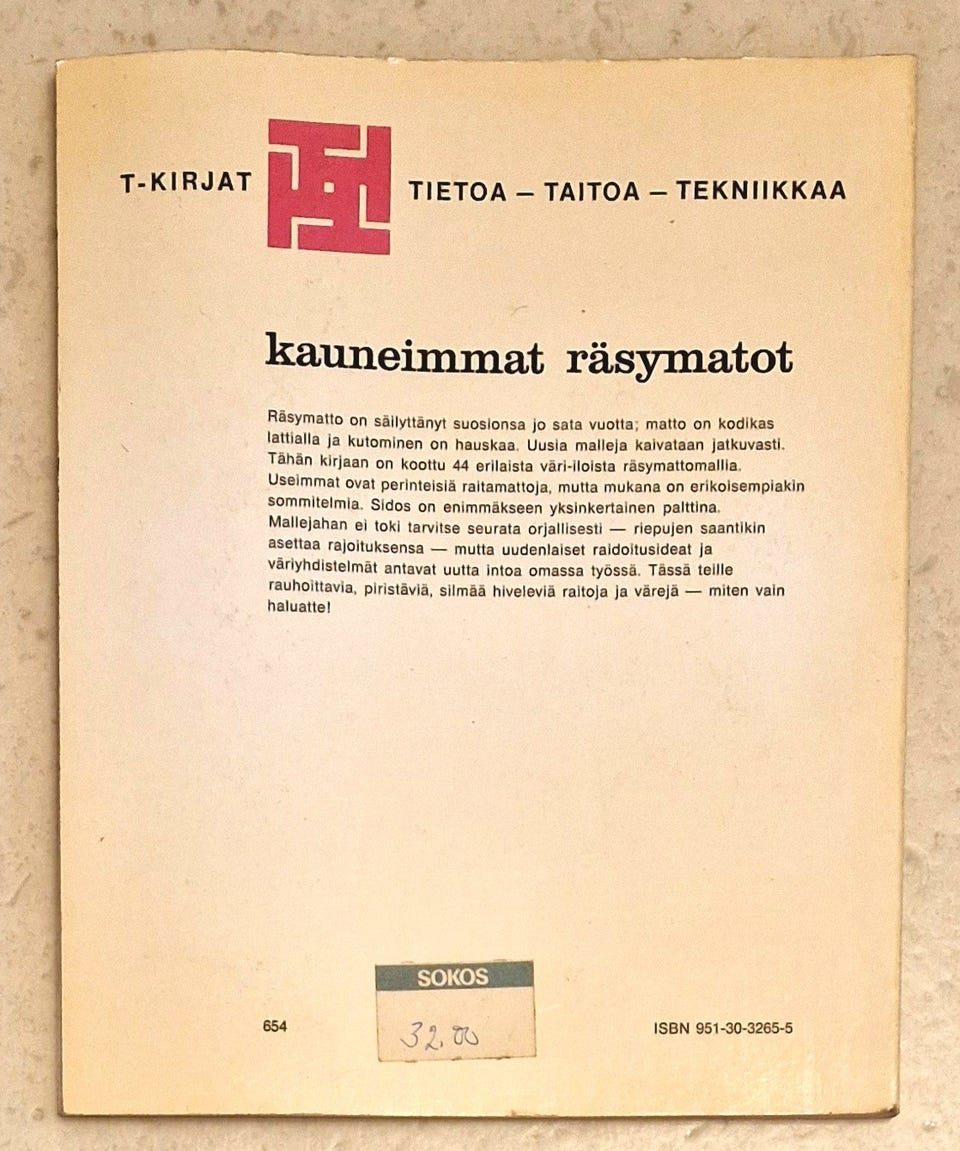 T-KIRJAT TIETOA — TAITOA — TEKNIIKKAA
kauneimmat räsymatot
Räsymatto on säilyttänyt suosionsa jo sata vuotta; matto on kodikas
lattialla ja kutominen on hauskaa. Uusia malleja kaivataan jatkuvasti.
Tähän kirjaan on koottu 44 erilaista väri-iloista räsymattomallia.
Useimmat ovat perinteisiä raitamattoja, mutta mukana on erikoisempiakin
sommitelmia. Sidos on enimmäkseen yksinkertainen palttina.
Mallejahan ei toki tarvitse seurata orjallisesti — riepujen saantikin
asettaa rajoituksensa — mutta uudenlaiset raidoitusideat ja
väriyhdistelmät antavat uutta intoa omassa työssä. Tässä teille
rauhoittavia, piristäviä, silmää hiveleviä raitoja ja värejä — miten vain
haluatte!
SOKOS
32.00
654
ISBN 951-30-3265-5